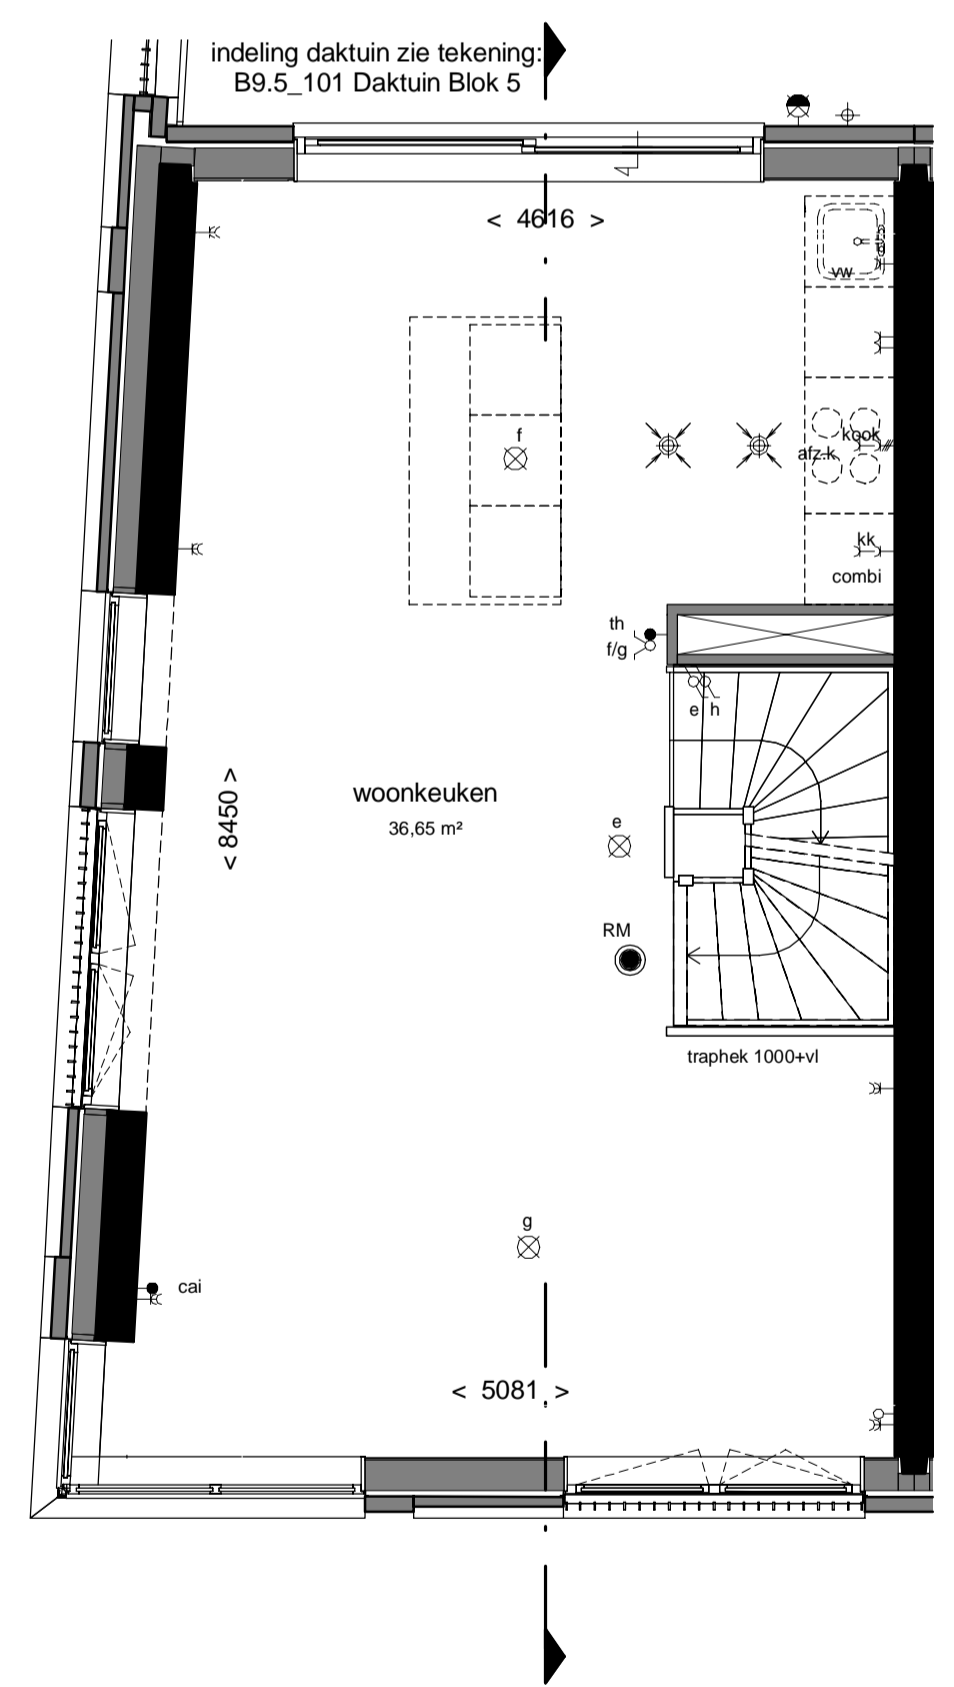 indeling daktuin zie tekening:
B9.5_101 Daktuin Blok 5
< 4616 >
vw
f
kook
afz.k
kk
combi
th
f/g
e h
< 8450 >
woonkeuken
36,65 m²
e
RM
traphek 1000+vl
g
cai
< 5081 >